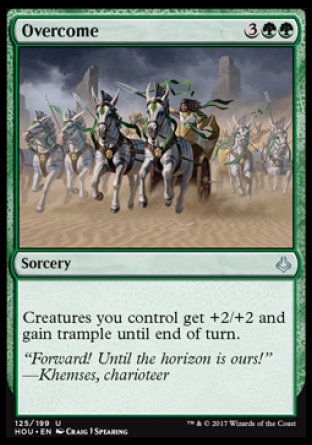 Overcome 3
Sorcery
Creatures you control get +2/+2 and
gain trample until end of turn.
“Forward! Until the horizon is ours!”
—Khemses, charioteer
125/199 U
HOU • EN Craig J Spearing ™ & © 2017 Wizards of the Coast